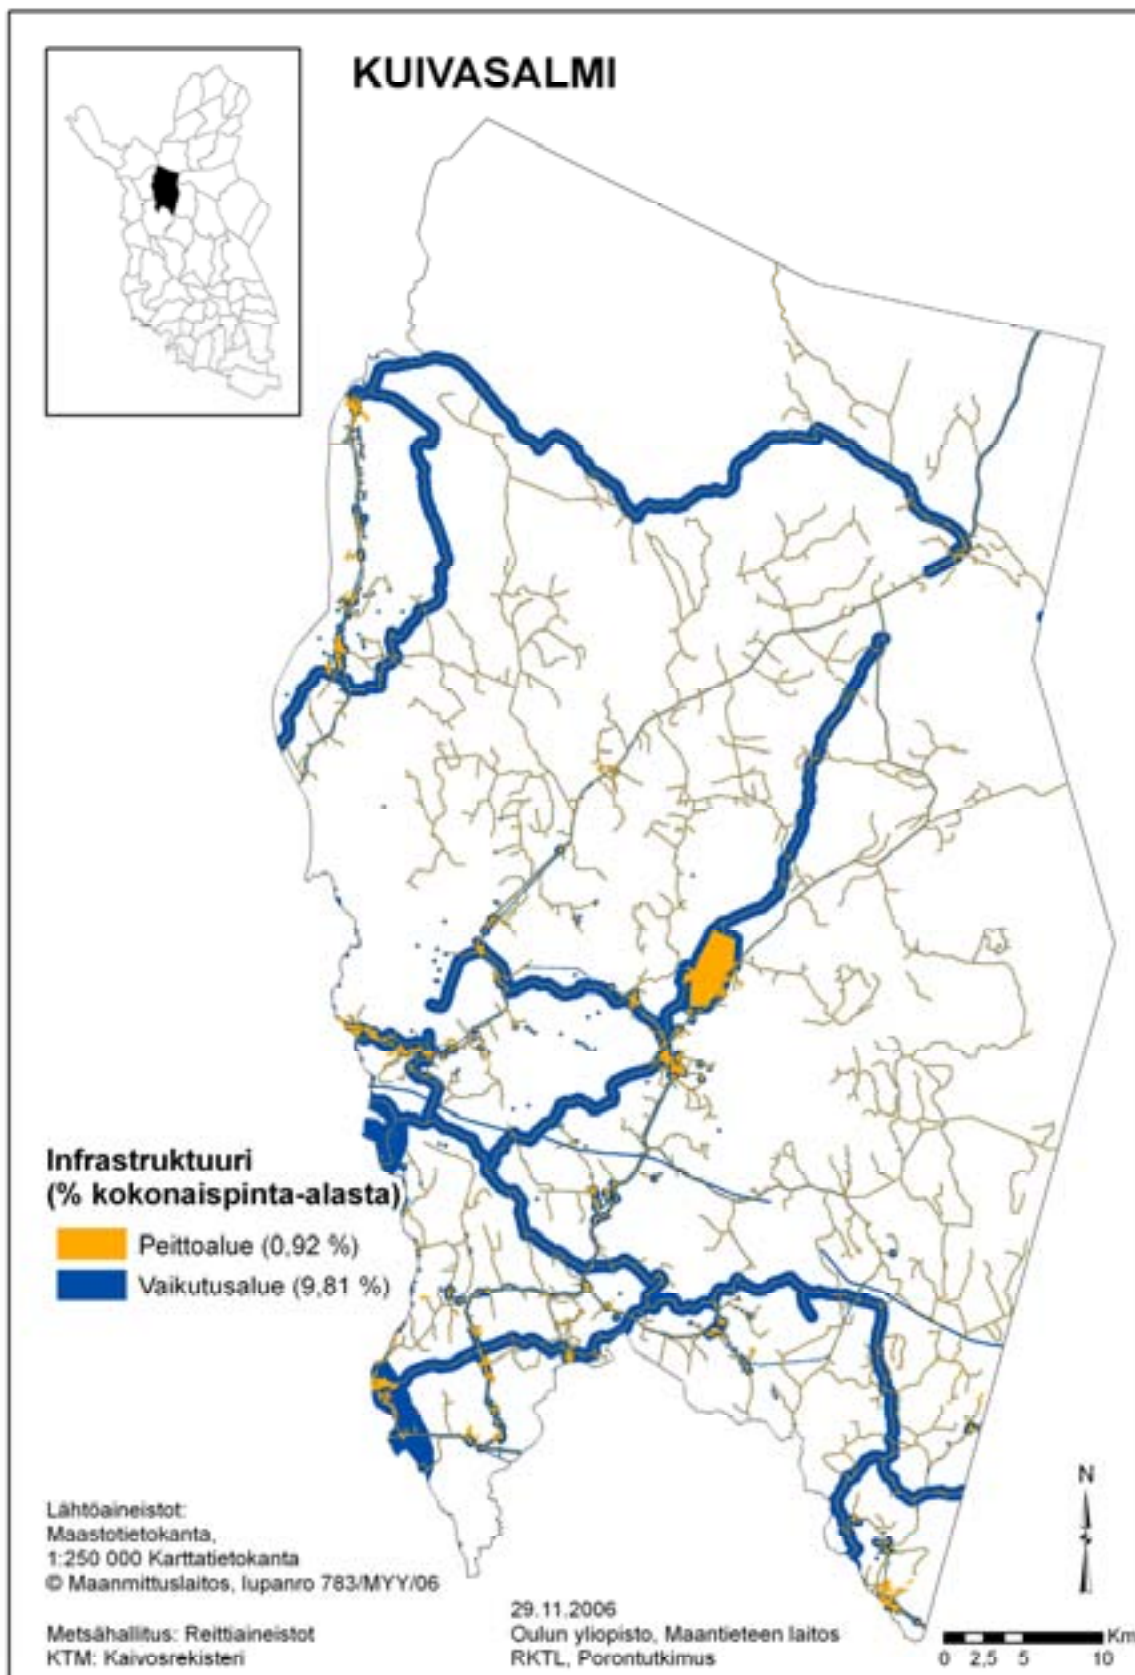 KUIVASALMI
Infrastruktuuri
(% kokonaispinta-alasta)
Peittoalue (0,92 %)
Vaikutusalue (9,81 %)
Lähtöaineistot:
Maastotietokanta,
1:250 000 Karttatietokanta
© Maanmittuslaitos, lupanro 783/MYY/06
Metsähallitus: Reittiaineistot
KTM: Kaivosrekisteri
29.11.2006
Oulun yliopisto, Maantieteen laitos
RKTL, Porontutkimus
N
Km
0 2,5 5 10